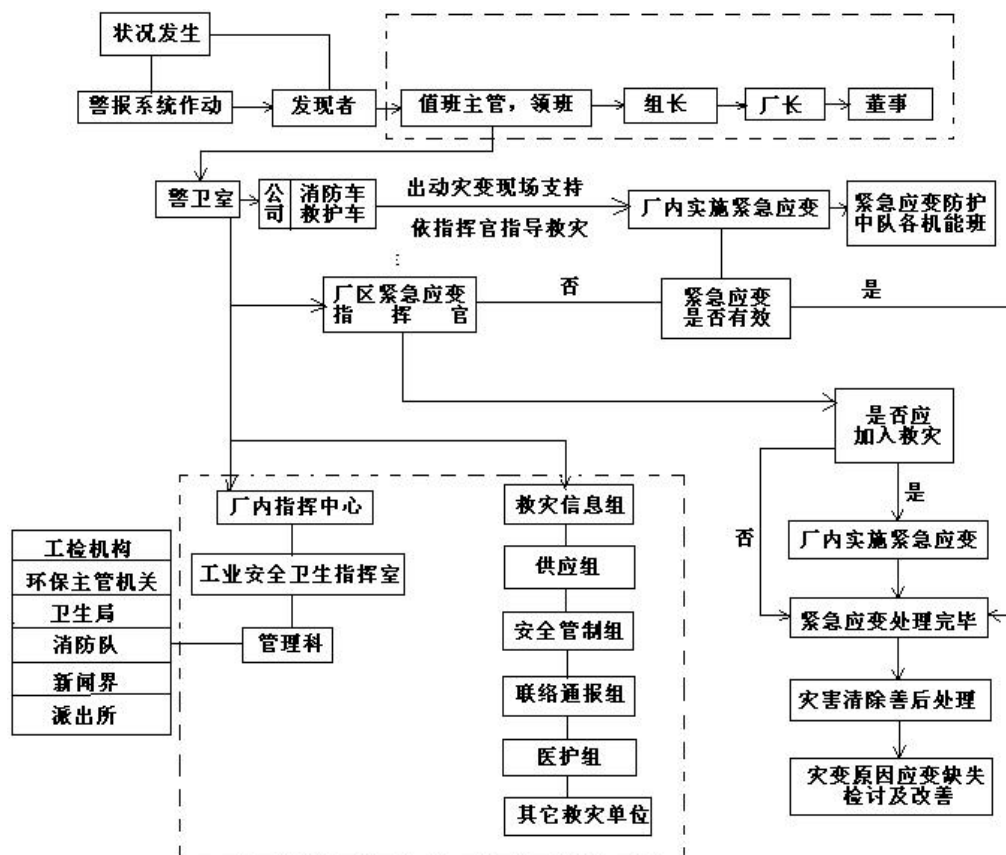 状况发生
警报系统作动
发现者
值班主管，领班
组长
厂长
董事
警卫室
公司
消防车
救护车
出动灾变现场支持
依指挥官指导救灾
⋮
厂内实施紧急应变
紧急应变防护
中队各机能班
厂区紧急应变
指挥官
否
紧急应变
是否有效
是
是否应
加入救灾
是
否
厂内指挥中心
救灾信息组
厂内实施紧急应变
工检机构
环保主管机关
卫生局
消防队
新闻界
派出所
工业安全卫生指挥室
管理科
供应组
安全管制组
联络通报组
医护组
其它救灾单位
紧急应变处理完毕
灾害清除善后处理
灾变原因应变缺失
检讨及改善